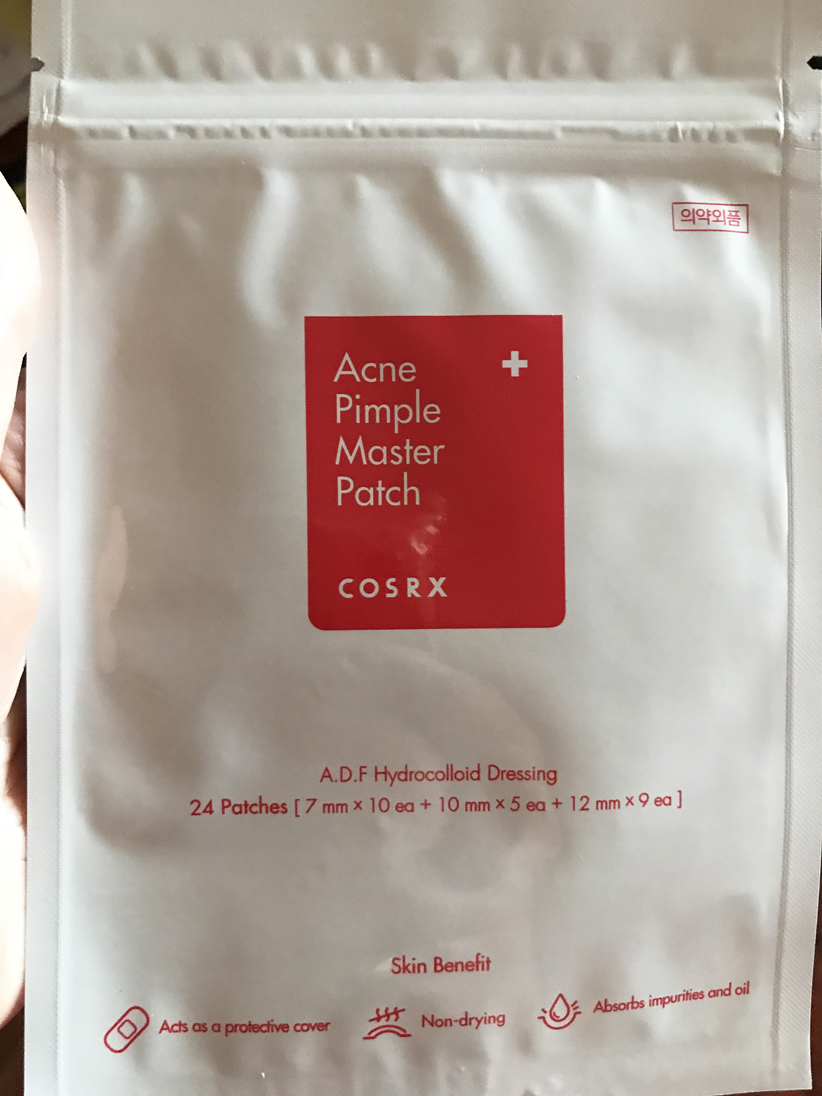 의약외품
Acne
Pimple
Master
Patch
COSRX
A.D.F Hydrocolloid Dressing
24 Patches [ 7 mm × 10 ea + 10 mm × 5 ea + 12 mm × 9 ea ]
Skin Benefit
Acts as a protective cover
Non-drying
Absorbs impurities and oil